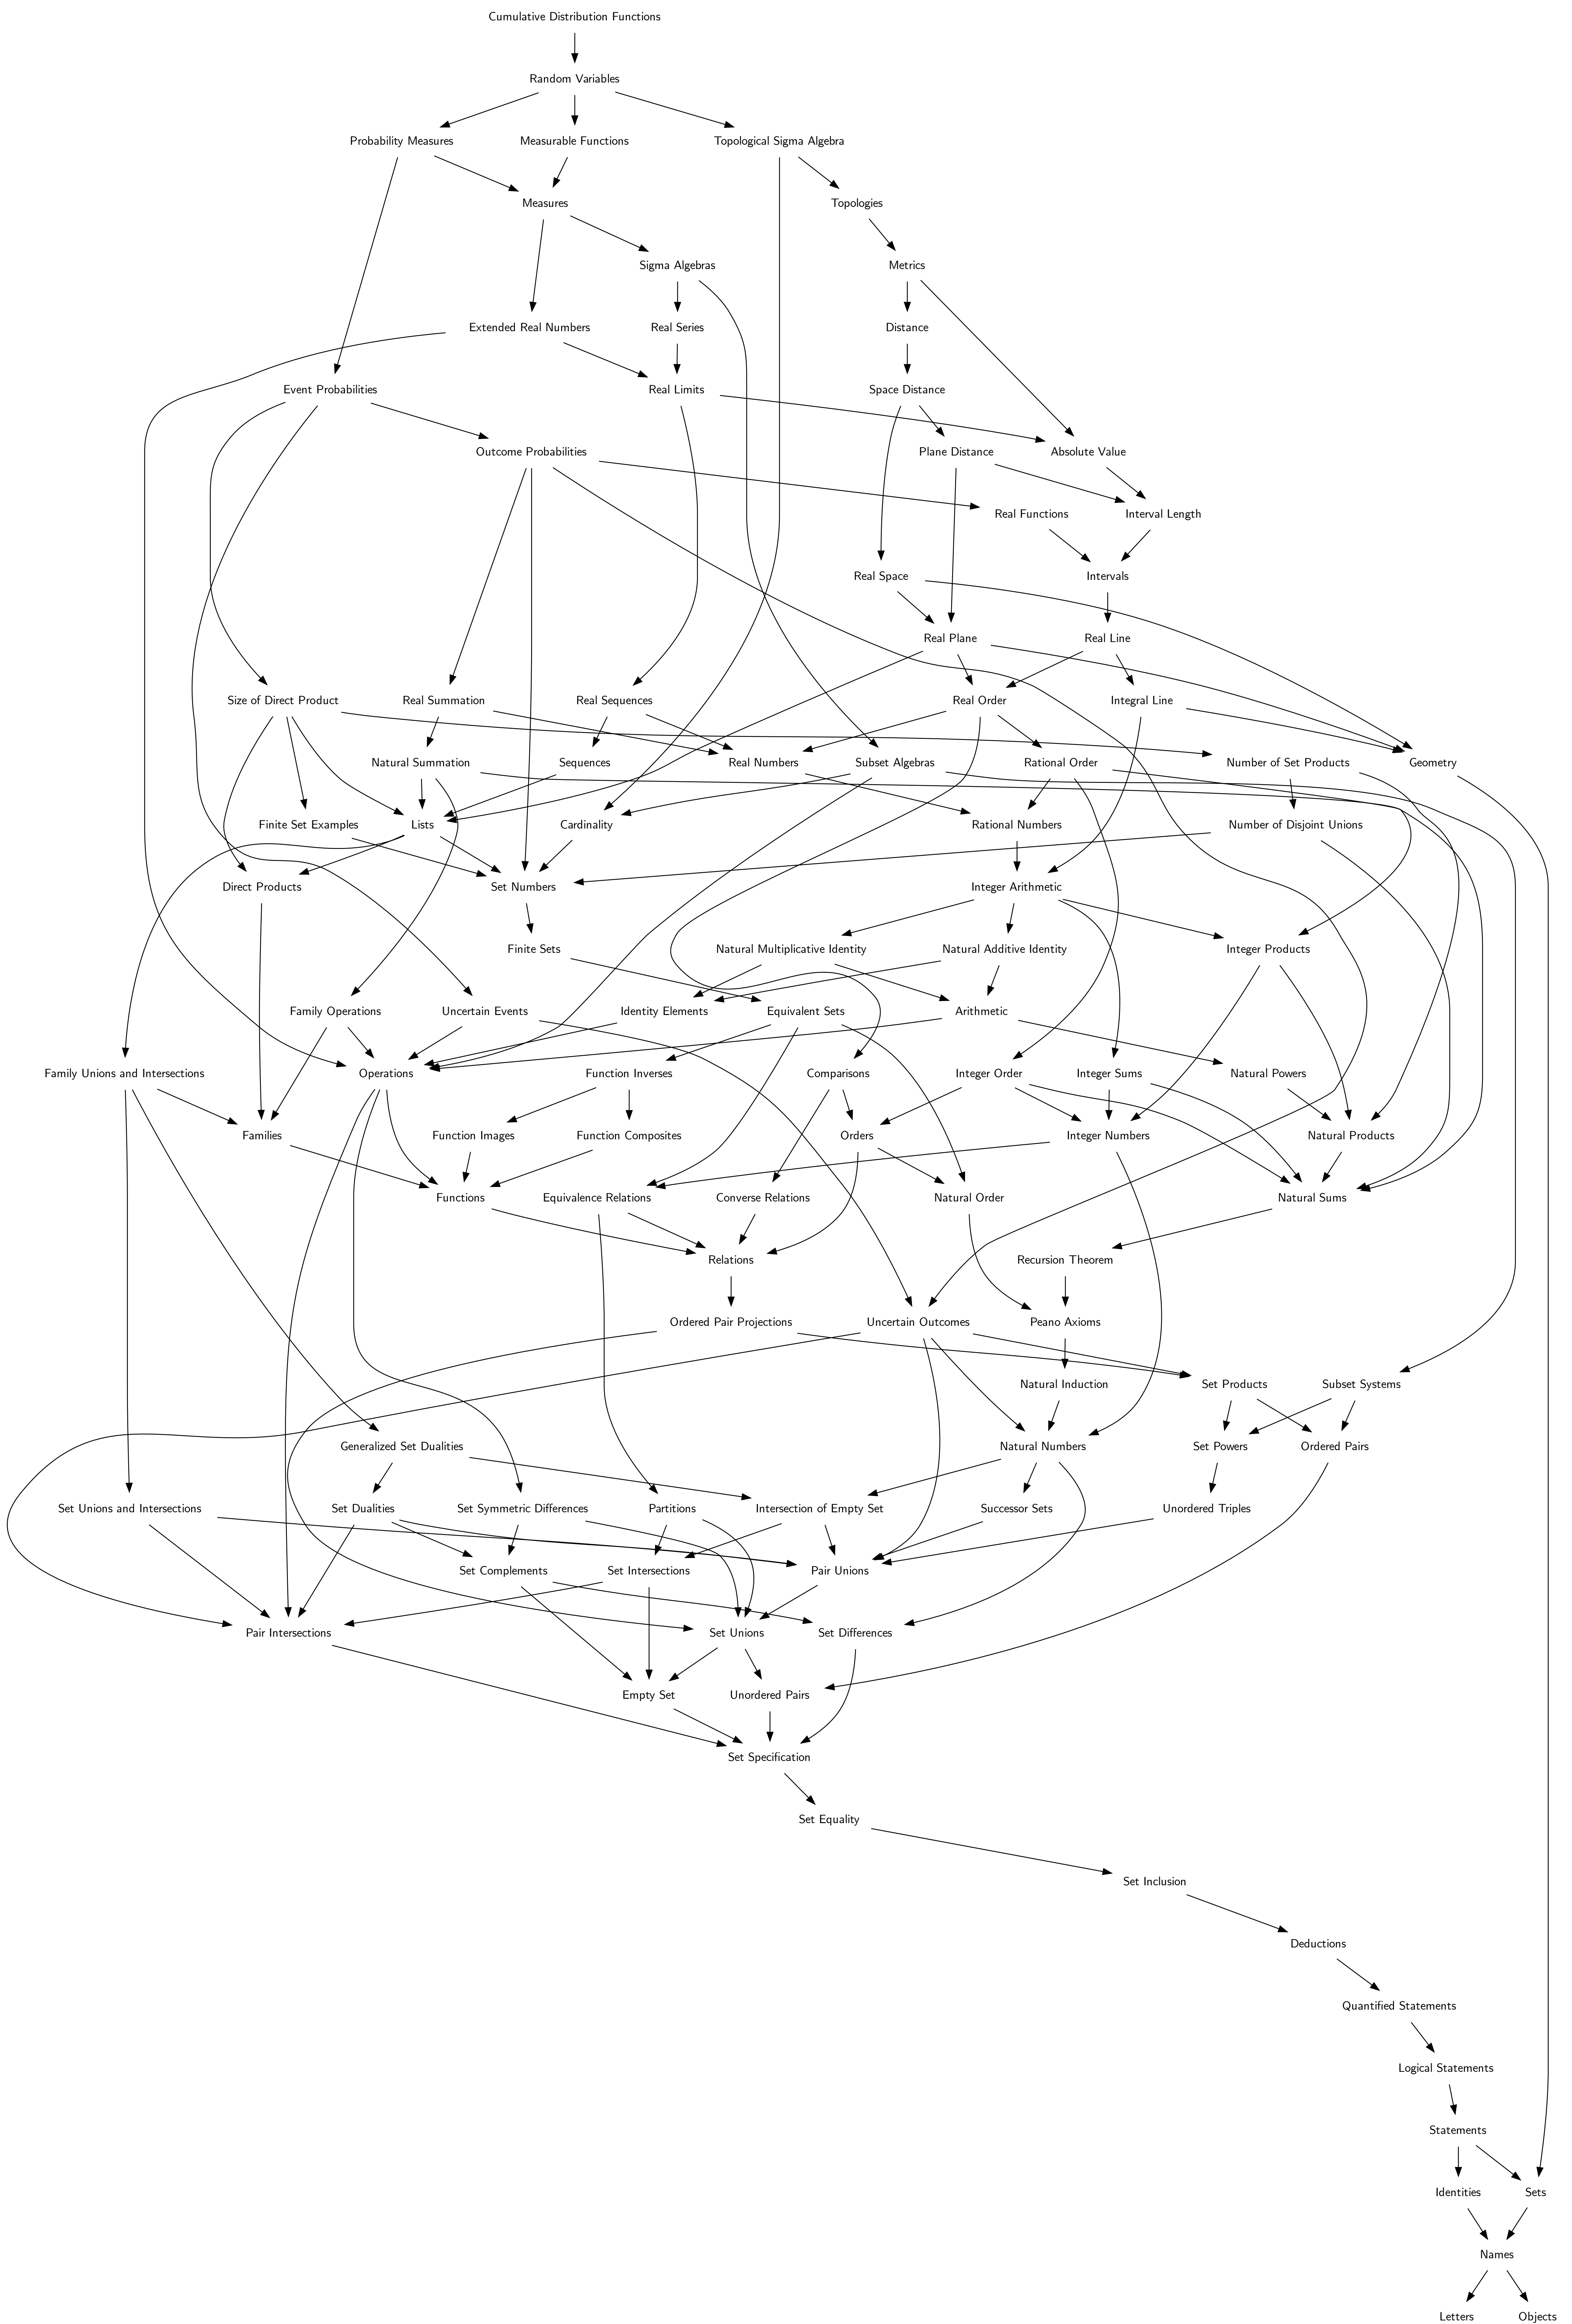 Cumulative Distribution Functions
Random Variables
Probability Measures
Measurable Functions
Topological Sigma Algebra
Measures
Topologies
Sigma Algebras
Metrics
Extended Real Numbers
Real Series
Distance
Event Probabilities
Real Limits
Space Distance
Outcome Probabilities
Plane Distance
Absolute Value
Real Functions
Interval Length
Real Space
Intervals
Real Plane
Real Line
Size of Direct Product
Real Summation
Real Sequences
Real Order
Integral Line
Natural Summation
Sequences
Real Numbers
Subset Algebras
Rational Order
Number of Set Products
Geometry
Finite Set Examples
Lists
Cardinality
Rational Numbers
Number of Disjoint Unions
Direct Products
Set Numbers
Integer Arithmetic
Finite Sets
Natural Multiplicative Identity
Natural Additive Identity
Integer Products
Family Operations
Uncertain Events
Identity Elements
Equivalent Sets
Arithmetic
Family Unions and Intersections
Operations
Function Inverses
Comparisons
Integer Order
Integer Sums
Natural Powers
Families
Function Images
Function Composites
Orders
Integer Numbers
Natural Products
Functions
Equivalence Relations
Converse Relations
Natural Order
Natural Sums
Relations
Recursion Theorem
Ordered Pair Projections
Uncertain Outcomes
Peano Axioms
Natural Induction
Set Products
Subset Systems
Generalized Set Dualities
Natural Numbers
Set Powers
Ordered Pairs
Set Unions and Intersections
Set Dualities
Set Symmetric Differences
Partitions
Intersection of Empty Set
Successor Sets
Unordered Triples
Set Complements
Set Intersections
Pair Unions
Pair Intersections
Set Unions
Set Differences
Empty Set
Unordered Pairs
Set Specification
Set Equality
Set Inclusion
Deductions
Quantified Statements
Logical Statements
Statements
Identities
Sets
Names
Letters
Objects